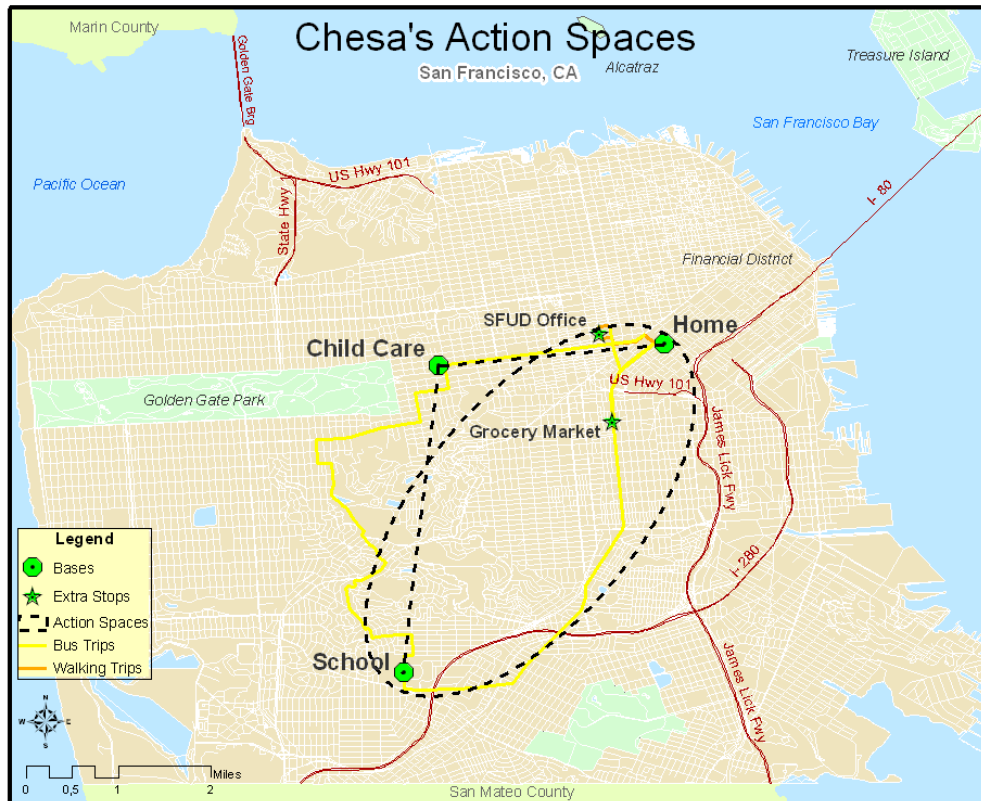 Marin County
Chesa's Action Spaces
San Francisco, CA
Alcatraz
Treasure Island
Golden Gate Brg
San Francisco Bay
US Hwy 101
Pacific Ocean
State Hwy 1
I- 80
Financial District
SFUD Office
Home
Child Care
US Hwy 101
Golden Gate Park
Grocery Market
James Lick Fwy
I- 280
Legend
Bases
Extra Stops
Action Spaces
Bus Trips
Walking Trips
School
James Lick Fwy
N
W
E
S
Miles
0 0,5 1 2
San Mateo County